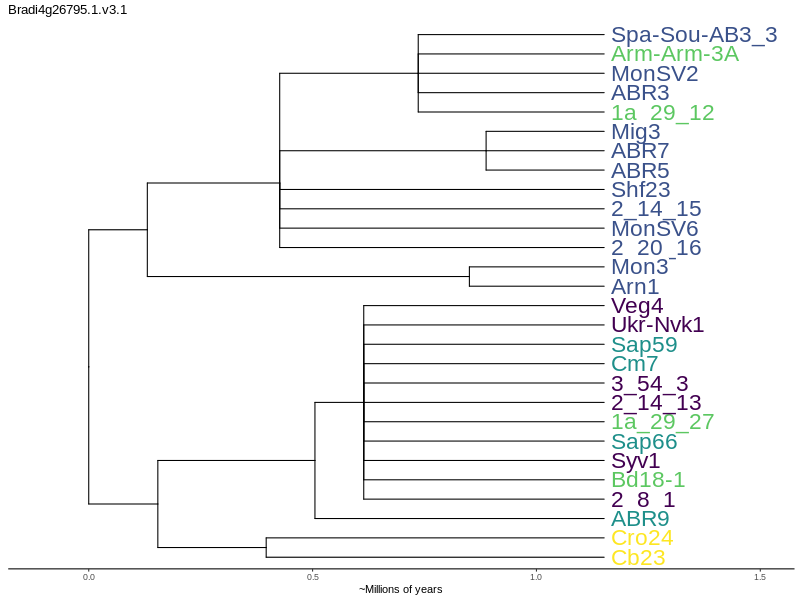 Bradi4g26795.1.v3.1
Spa-Sou-AB3_3
Arm-Arm-3A
MonSV2
ABR3
1a_29_12
Mig3
ABR7
ABR5
Shf23
2_14_15
MonSV6
2_20_16
Mon3
Arn1
Veg4
Ukr-Nvk1
Sap59
Cm7
3_54_3
2_14_13
1a_29_27
Sap66
Syv1
Bd18-1
2_8_1
ABR9
Cro24
Cb23
0.0 0.5 1.0 1.5
~Millions of years